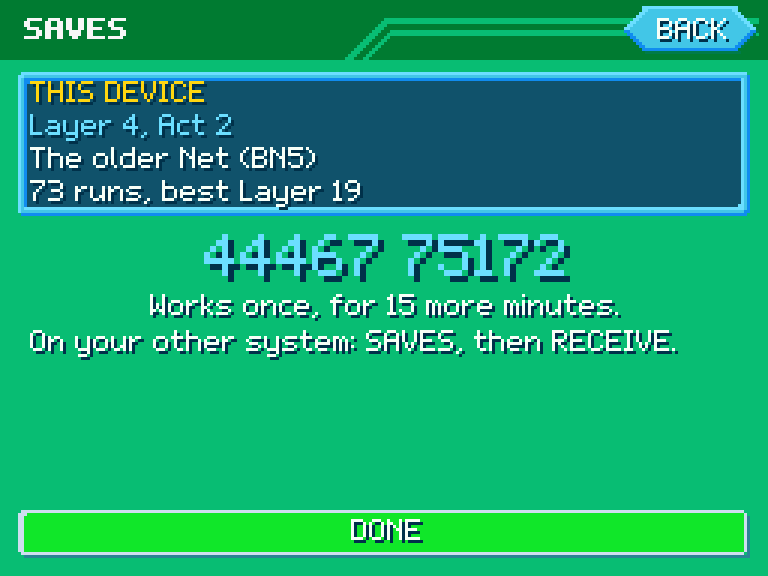 SAVES
BACK
THIS DEVICE
Layer 4, Act 2
The older Net (BN5)
73 runs, best Layer 19
44467 75172
Works once, for 15 more minutes.
On your other system: SAVES, then RECEIVE.
DONE